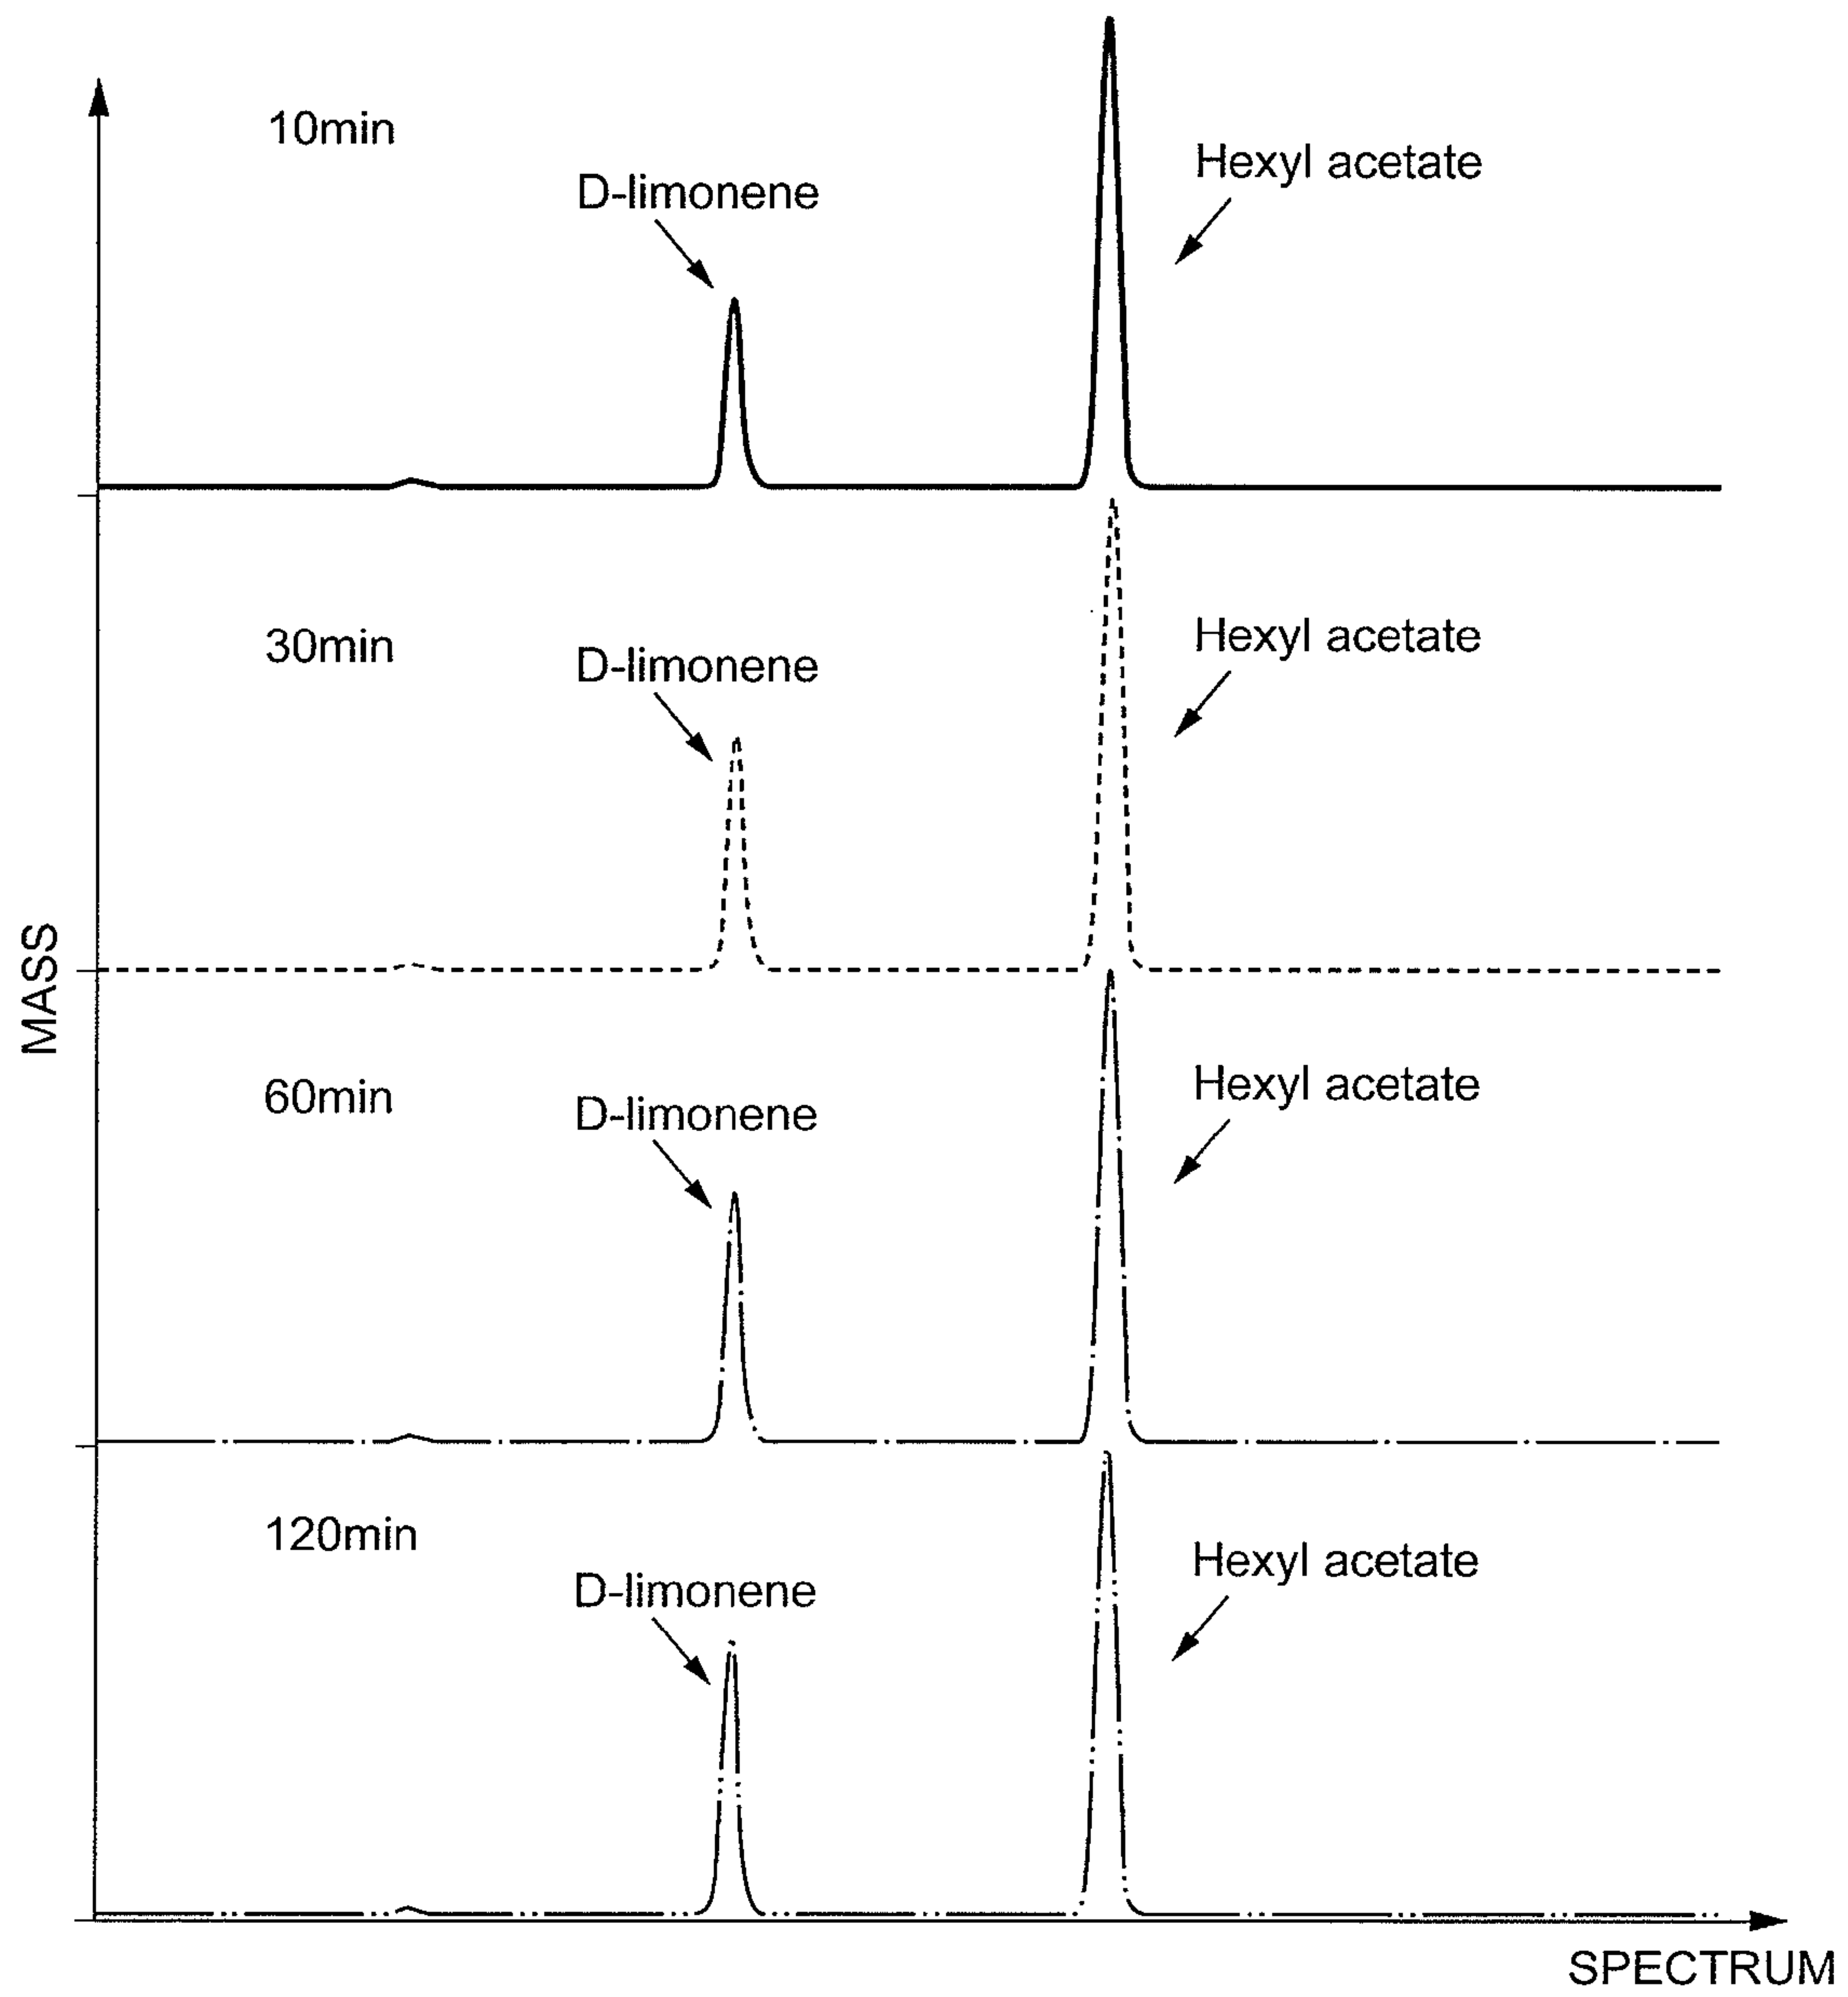 10min
D-limonene
Hexyl acetate
30min
D-limonene
Hexyl acetate
MASS
60min
D-limonene
Hexyl acetate
120min
D-limonene
Hexyl acetate
SPECTRUM